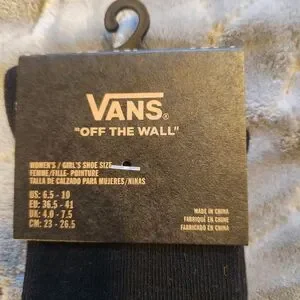 VANS®
"OFF THE WALL"
WOMEN'S / GIRL'S SHOE SIZE
FEMME/FILLE- POINTURE
TALLA DE CALZADO PARA MUJERES/NIÑAS
US: 6.5 - 10
EU: 36.5 - 41
UK: 4.0 - 7.5
CM: 23 - 26.5
MADE IN CHINA
FABRIQUÉ EN CHINE
FABRICADO EN CHINA